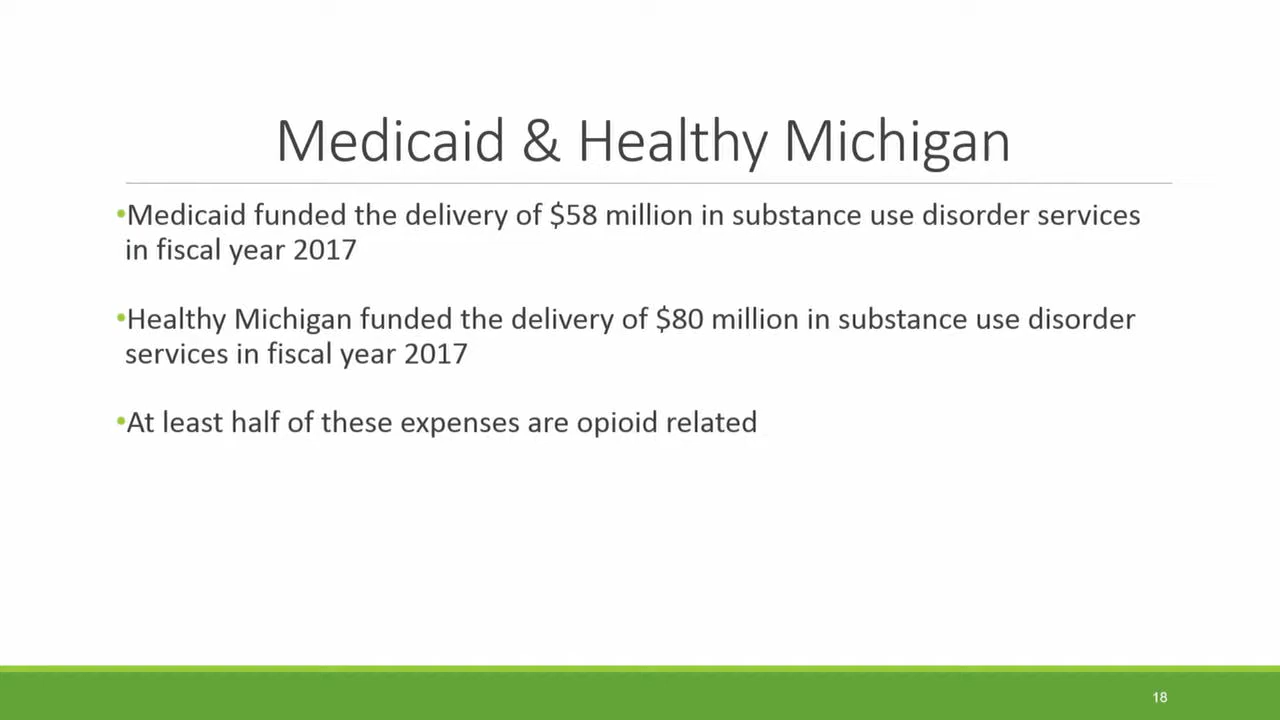 Medicaid & Healthy Michigan
•Medicaid funded the delivery of $58 million in substance use disorder services
in fiscal year 2017
•Healthy Michigan funded the delivery of $80 million in substance use disorder
services in fiscal year 2017
•At least half of these expenses are opioid related
18